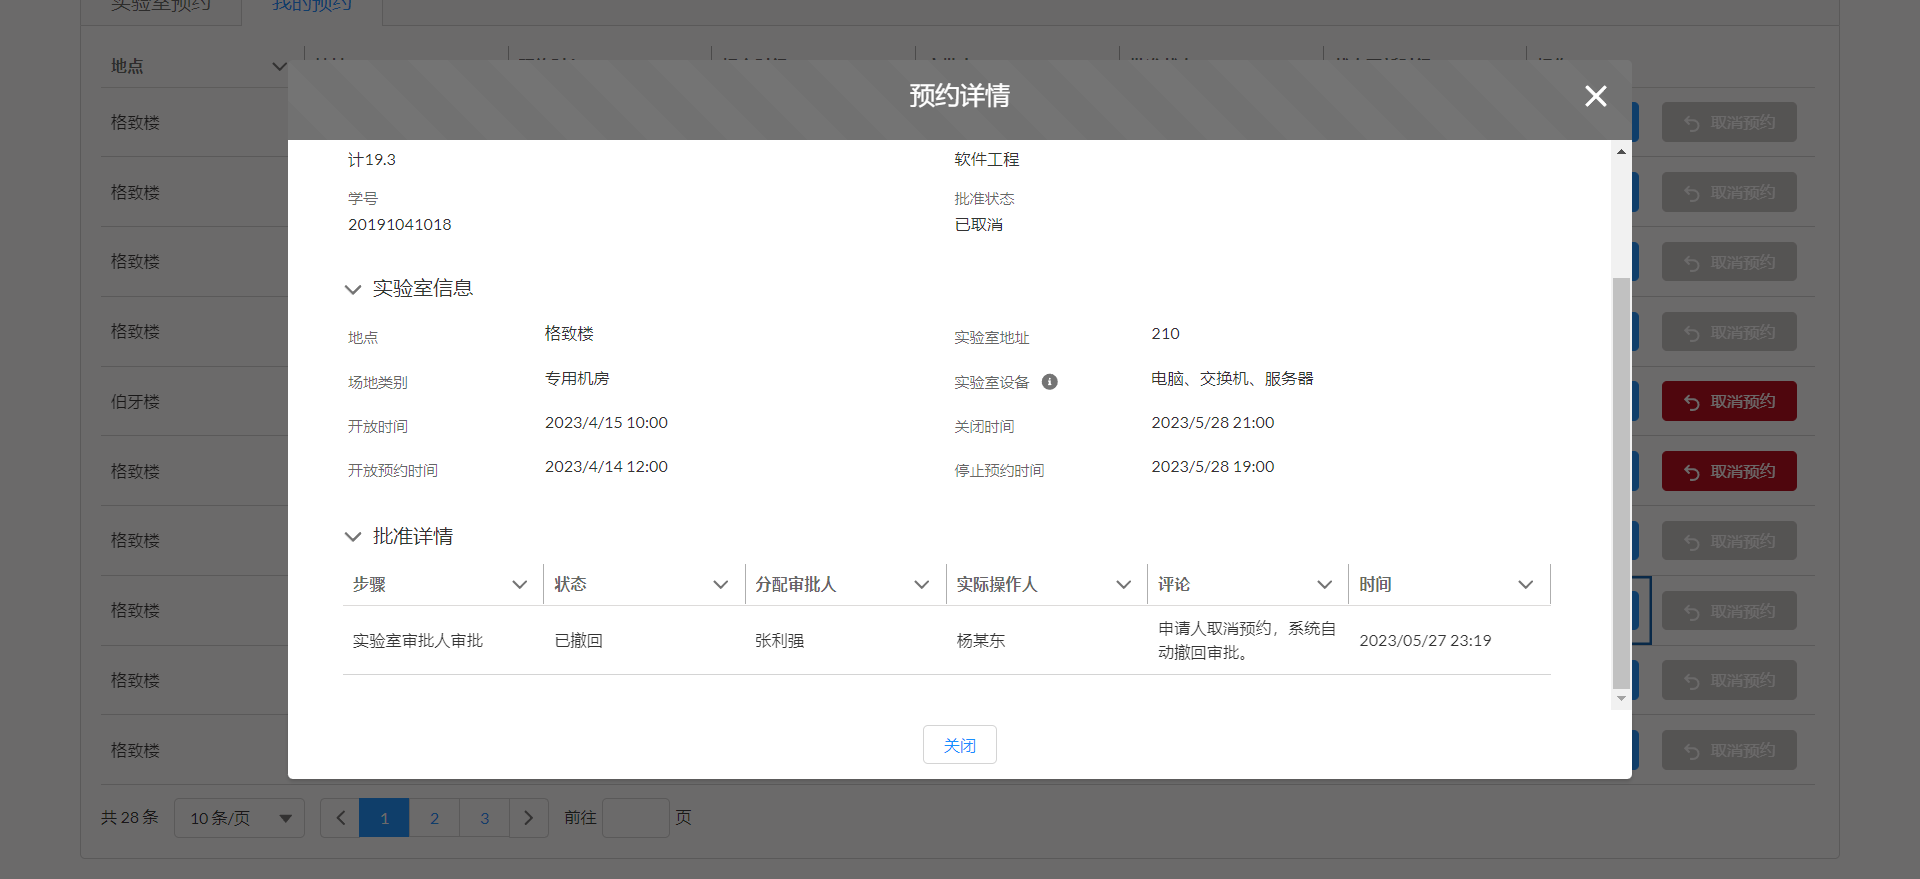 实验室预约
我的预约
地点
预约详情
格致楼
取消预约
格致楼
取消预约
格致楼
取消预约
格致楼
取消预约
伯牙楼
取消预约
格致楼
取消预约
格致楼
取消预约
格致楼
取消预约
格致楼
取消预约
格致楼
取消预约
计19.3
软件工程
学号
批准状态
20191041018
已取消
实验室信息
地点
格致楼
实验室地址
210
场地类别
专用机房
实验室设备
电脑、交换机、服务器
开放时间
2023/4/15 10:00
关闭时间
2023/5/28 21:00
开放预约时间
2023/4/14 12:00
停止预约时间
2023/5/28 19:00
批准详情
步骤
状态
分配审批人
实际操作人
评论
时间
实验室审批人审批
已撤回
张利强
杨某东
申请人取消预约，系统自
动撤回审批。
2023/05/27 23:19
关闭
共 28 条
10 条/页
1
2
3
前往
页